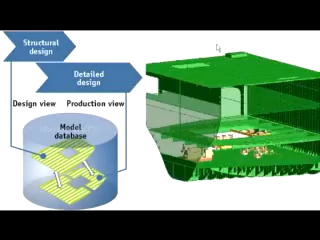 Structural
design
Detailed
design
Design view Production view
Model
database